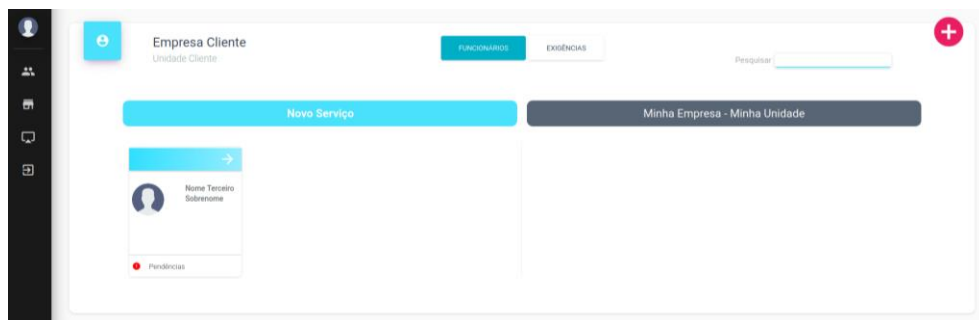 Empresa Cliente
Unidade Cliente
FUNCIONÁRIOS
EXIGÊNCIAS
Pesquisar
Novo Serviço
Minha Empresa - Minha Unidade
Nome Terceiro
Sobrenome
Pendências